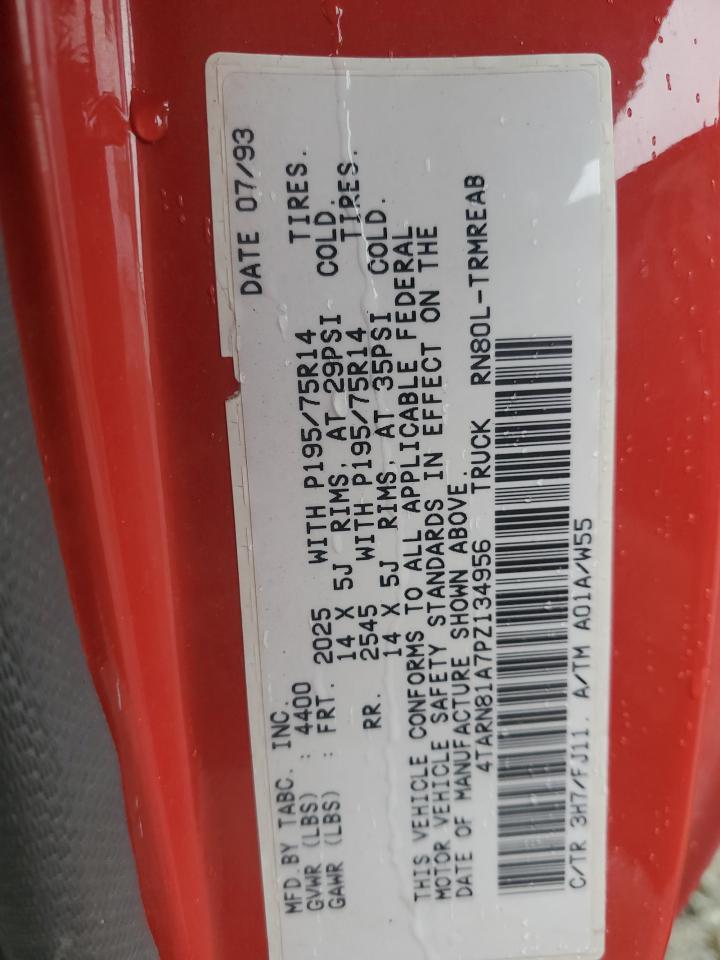 MFD.BY TABC. INC. DATE 07/93
GVWR (LBS) : 4400
GAWR (LBS) : FRT. 2025 WITH P195/75R14 TIRES.
14 X 5J RIMS, AT 29PSI COLD.
RR. 2545 WITH P195/75R14 TIRES.
14 X 5J RIMS, AT 35PSI COLD.
THIS VEHICLE CONFORMS TO ALL APPLICABLE FEDERAL
MOTOR VEHICLE SAFETY STANDARDS IN EFFECT ON THE
DATE OF MANUFACTURE SHOWN ABOVE.
4TARN81A7PZ134956 TRUCK RN80L-TRMREAB
C/TR 3H7/FJ11. A/TM A01A/W55